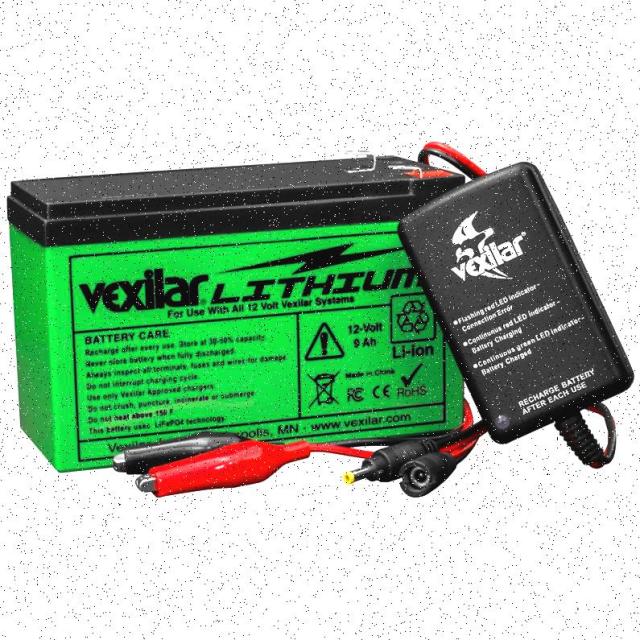 VEXILAR® LITHIUM
For Use With All 12 Volt Vexilar Systems
BATTERY CARE
Recharge after every use. Store at 30-50% capacity.
Never store battery when fully discharged.
Always inspect all terminals, fuses and wires for damage
Do not interrupt charging cycle.
Use only Vexilar Approved chargers.
Do not crush, puncture, incinerate or submerge
Do not heat above 150 F
This battery uses LiFePO4 technology.
12-Volt
9 Ah
Li-ion
Made in China
FC CE RoHS
Vexilar, MN · www.vexilar.com
VEXILAR®
Flashing red LED indicator -
Connection Error
Continuous red LED indicator -
Battery Charging
Continuous green LED indicator -
Battery Charged
RECHARGE BATTERY
AFTER EACH USE